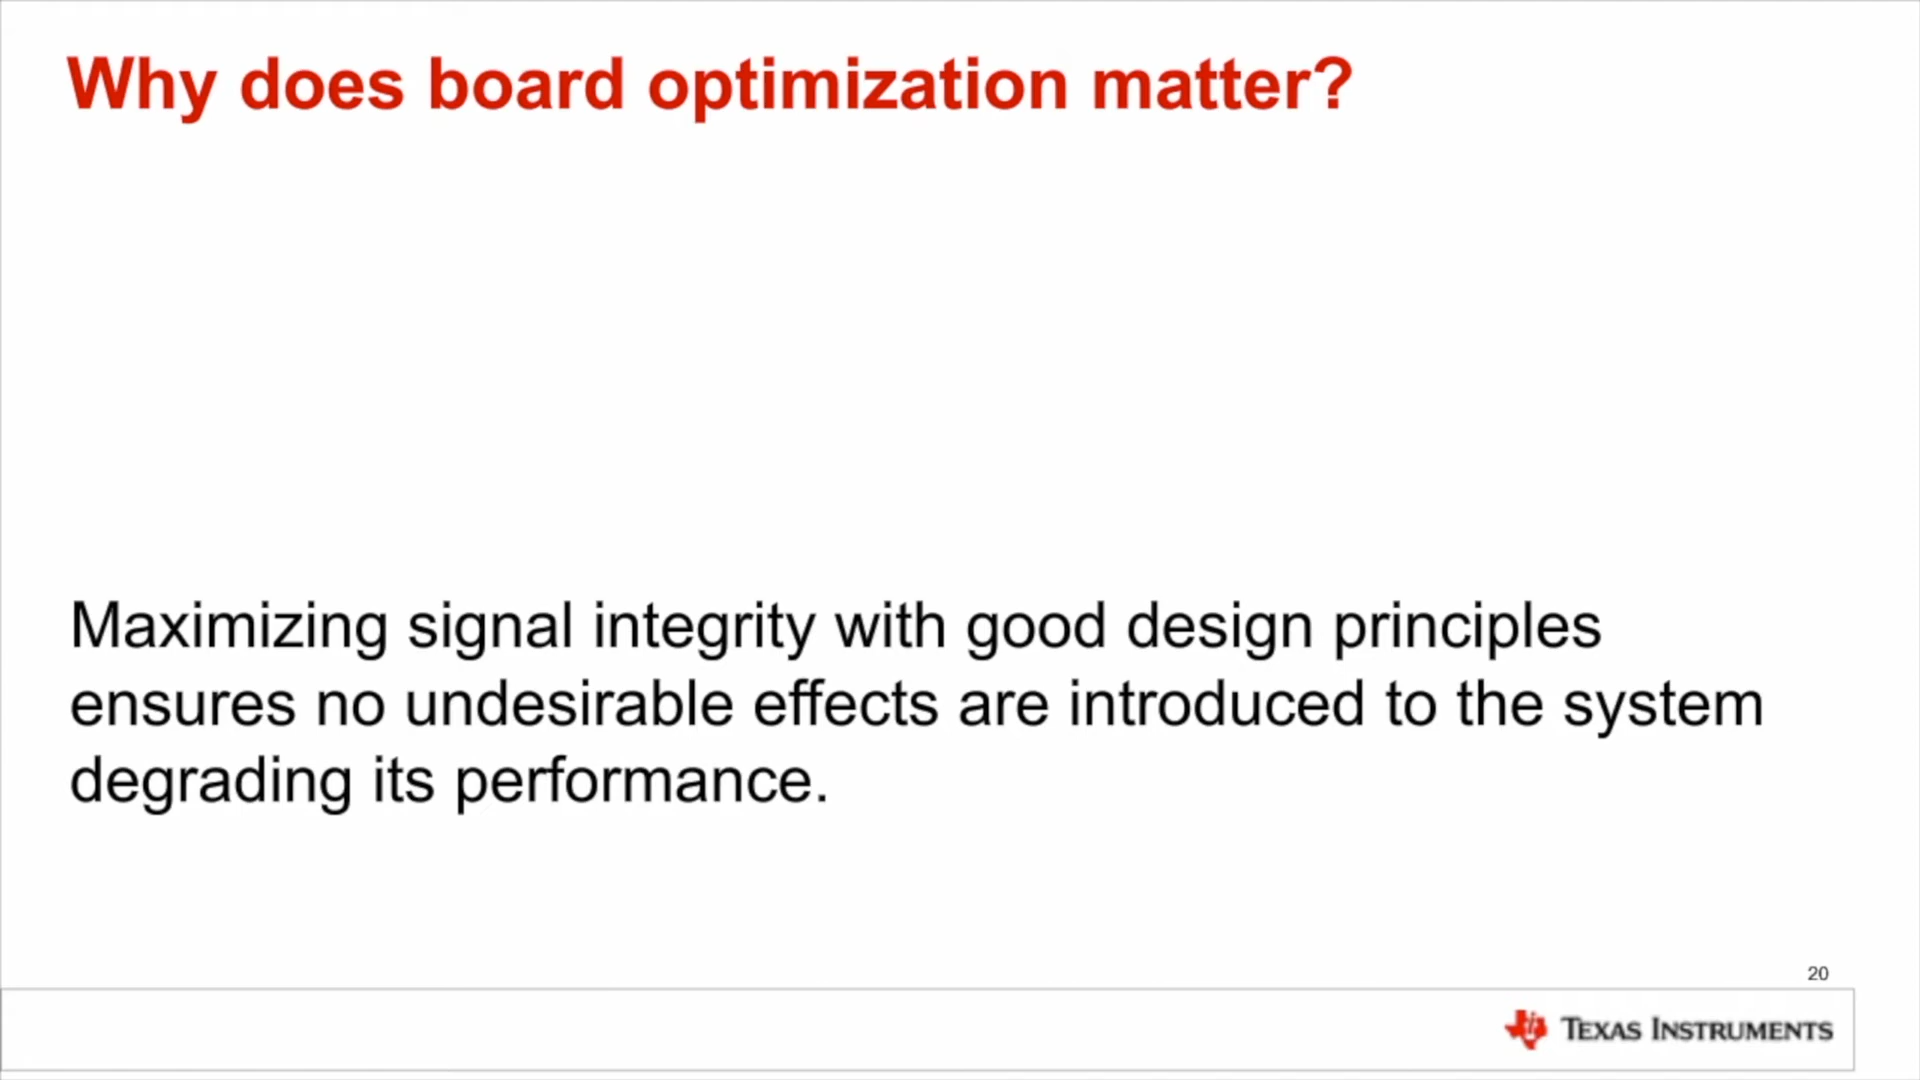 Why does board optimization matter?
Maximizing signal integrity with good design principles
ensures no undesirable effects are introduced to the system
degrading its performance.
20
TEXAS INSTRUMENTS